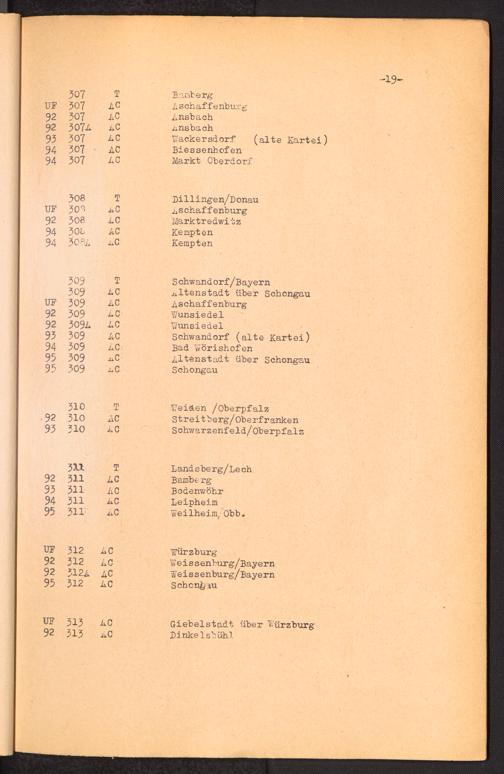 -19-
307 T Bamberg
UF 307 AC Aschaffenburg
92 307 AC Ansbach
92 307A AC Ansbach
93 307 AC Wackersdorf (alte Kartei)
94 307 AC Biessenhofen
94 307 AC Markt Oberdorf
308 T Dillingen/Donau
UF 308 AC Aschaffenburg
92 308 AC Marktredwitz
94 308 AC Kempten
94 308A AC Kempten
309 T Schwandorf/Bayern
309 AC Altenstadt über Schongau
UF 309 AC Aschaffenburg
92 309 AC Wunsiedel
92 309A AC Wunsiedel
93 309 AC Schwandorf (alte Kartei)
94 309 AC Bad Wörishofen
95 309 AC Altenstadt über Schongau
95 309 AC Schongau
310 T Weiden /Oberpfalz
92 310 AC Streitberg/Oberfranken
93 310 AC Schwarzenfeld/Oberpfalz
311 T Landsberg/Lech
92 311 AC Bamberg
93 311 AC Bodenwöhr
94 311 AC Leipheim
95 311 AC Weilheim, Obb.
UF 312 AC Würzburg
92 312 AC Weissenburg/Bayern
92 312A AC Weissenburg/Bayern
95 312 AC Schongau
UF 313 AC Giebelstadt über Würzburg
92 313 AC Dinkelsbühl